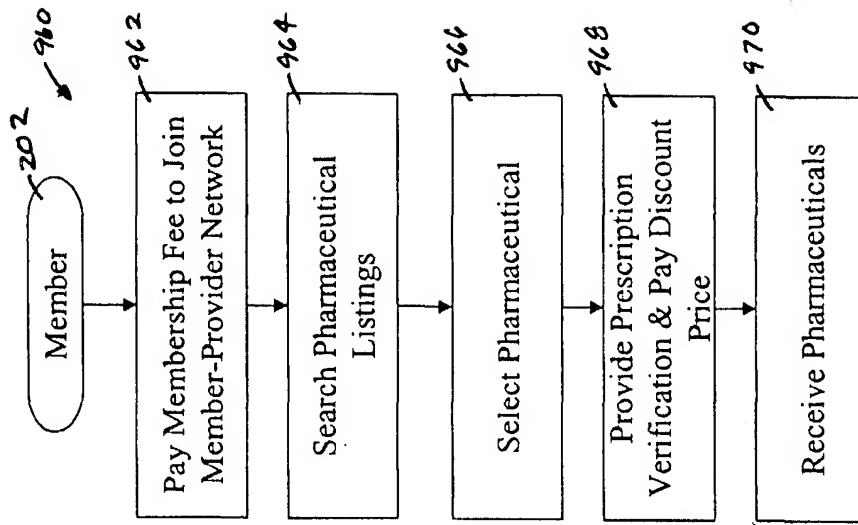 960
202
Member
962
Pay Membership Fee to Join
Member-Provider Network
964
Search Pharmaceutical
Listings
966
Select Pharmaceutical
968
Provide Prescription
Verification & Pay Discount
Price
970
Receive Pharmaceuticals